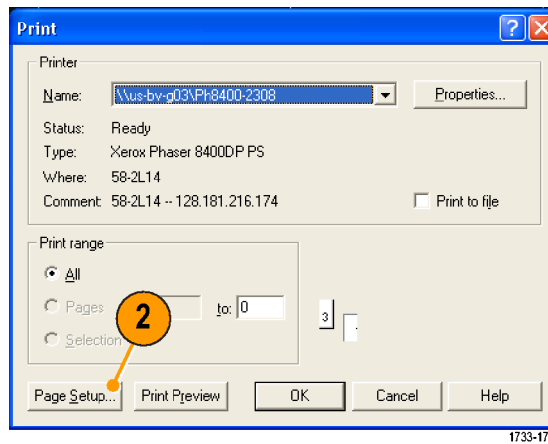 Print
Printer
Name: \\us-bv-g03\Ph8400-2308 Properties...
Status: Ready
Type: Xerox Phaser 8400DP PS
Where: 58-2L14
Comment: 58-2L14 -- 128.181.216.174 Print to file
Print range
All
Pages to: 0
2
3
Selection
Page Setup... Print Preview OK Cancel Help
1733-17